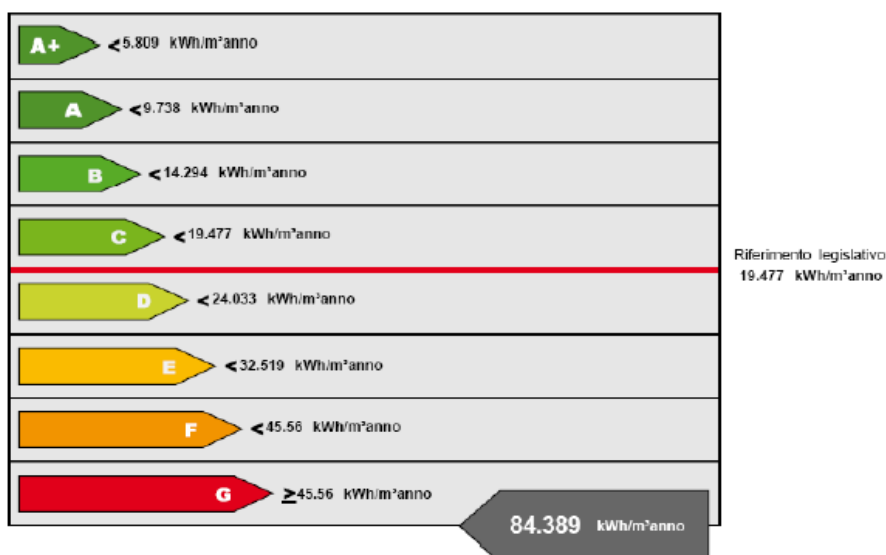 A+ <5.809 kWh/m³anno
A <9.738 kWh/m³anno
B <14.294 kWh/m³anno
C <19.477 kWh/m³anno
Riferimento legislativo
19.477 kWh/m³anno
D <24.033 kWh/m³anno
E <32.519 kWh/m³anno
F <45.56 kWh/m³anno
G ≥45.56 kWh/m³anno
84.389 kWh/m³anno